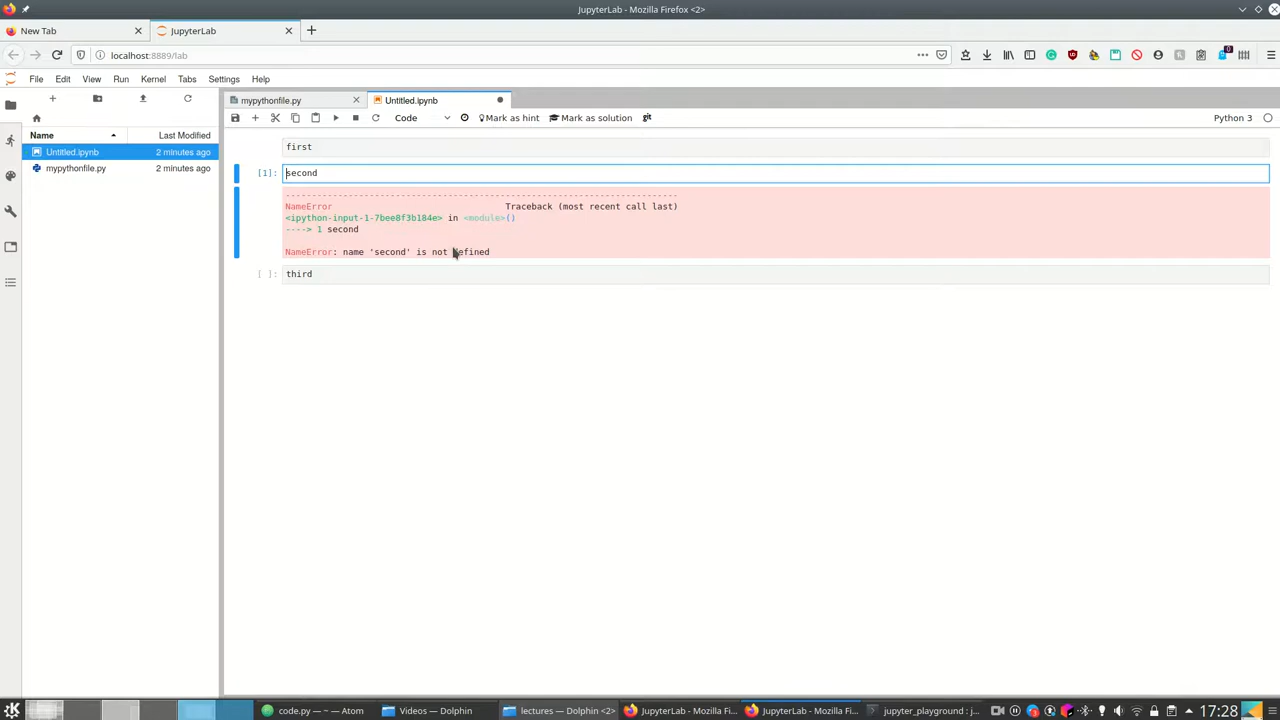 JupyterLab - Mozilla Firefox <2>
New Tab
JupyterLab
localhost:8889/lab
0
File Edit View Run Kernel Tabs Settings Help
mypythonfile.py
Untitled.ipynb
Code
Mark as hint
Mark as solution
git
Python 3
Name
Last Modified
Untitled.ipynb
2 minutes ago
mypythonfile.py
2 minutes ago
first
[1]:
second
---------------------------------------------------------------------------
NameError Traceback (most recent call last)
<ipython-input-1-7bee8f3b184e> in <module>()
----> 1 second
NameError: name 'second' is not defined
[ ]:
third
code.py — ~ — Atom
Videos — Dolphin
lectures — Dolphin <2>
JupyterLab - Mozilla Fi...
JupyterLab - Mozilla Fi...
jupyter_playground : j...
17:28